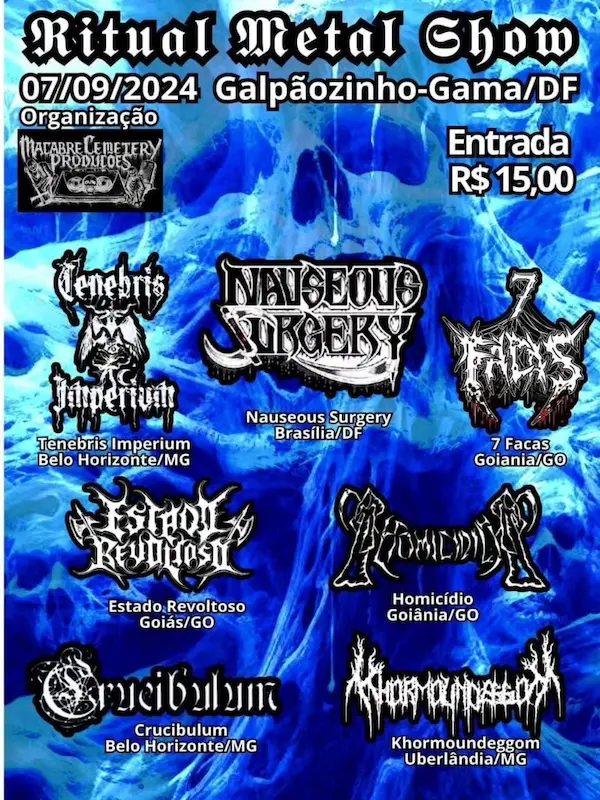 Ritual Metal Show
07/09/2024 Galpãozinho-Gama/DF
Organização
Macabre Cemetery
Produções
Entrada
R$ 15,00
Tenebris
Imperium
Tenebris Imperium
Belo Horizonte/MG
Nauseous
Surgery
Nauseous Surgery
Brasília/DF
7
Facas
7 Facas
Goiania/GO
Estado
Revoltoso
Estado Revoltoso
Goiás/GO
Homicídio
Homicídio
Goiânia/GO
Crucibulum
Crucibulum
Belo Horizonte/MG
Khormoundeggom
Khormoundeggom
Uberlândia/MG